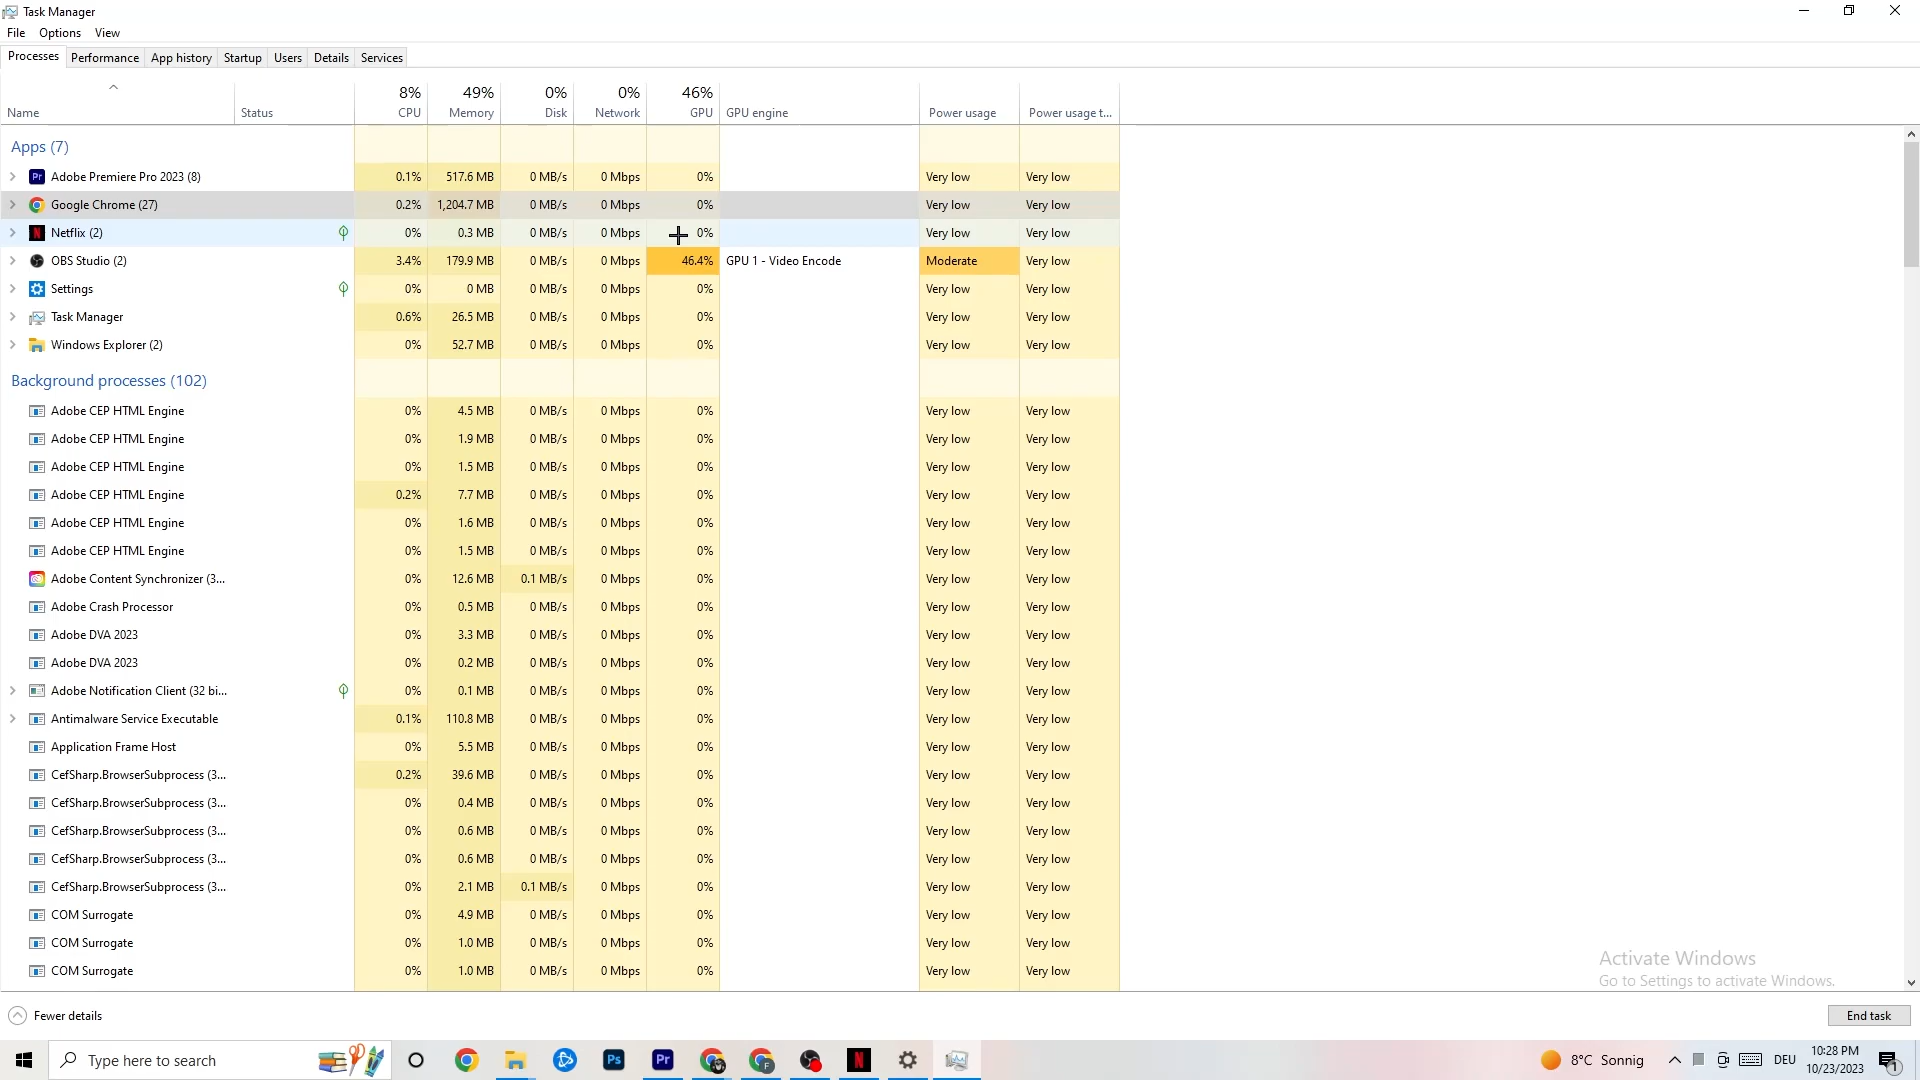 Task Manager
File Options View
Processes Performance App history Startup Users Details Services
8% 49% 0% 0% 46%
Name Status CPU Memory Disk Network GPU GPU engine Power usage Power usage t...
Apps (7)
Adobe Premiere Pro 2023 (8) 0.1% 517.6 MB 0 MB/s 0 Mbps 0% Very low Very low
Google Chrome (27) 0.2% 1,204.7 MB 0 MB/s 0 Mbps 0% Very low Very low
Netflix (2) 0% 0.3 MB 0 MB/s 0 Mbps 0% Very low Very low
OBS Studio (2) 3.4% 179.9 MB 0 MB/s 0 Mbps 46.4% GPU 1 - Video Encode Moderate Very low
Settings 0% 0 MB 0 MB/s 0 Mbps 0% Very low Very low
Task Manager 0.6% 26.5 MB 0 MB/s 0 Mbps 0% Very low Very low
Windows Explorer (2) 0% 52.7 MB 0 MB/s 0 Mbps 0% Very low Very low
Background processes (102)
Adobe CEP HTML Engine 0% 4.5 MB 0 MB/s 0 Mbps 0% Very low Very low
Adobe CEP HTML Engine 0% 1.9 MB 0 MB/s 0 Mbps 0% Very low Very low
Adobe CEP HTML Engine 0% 1.5 MB 0 MB/s 0 Mbps 0% Very low Very low
Adobe CEP HTML Engine 0.2% 7.7 MB 0 MB/s 0 Mbps 0% Very low Very low
Adobe CEP HTML Engine 0% 1.6 MB 0 MB/s 0 Mbps 0% Very low Very low
Adobe CEP HTML Engine 0% 1.5 MB 0 MB/s 0 Mbps 0% Very low Very low
Adobe Content Synchronizer (3... 0% 12.6 MB 0.1 MB/s 0 Mbps 0% Very low Very low
Adobe Crash Processor 0% 0.5 MB 0 MB/s 0 Mbps 0% Very low Very low
Adobe DVA 2023 0% 3.3 MB 0 MB/s 0 Mbps 0% Very low Very low
Adobe DVA 2023 0% 0.2 MB 0 MB/s 0 Mbps 0% Very low Very low
Adobe Notification Client (32 bi... 0% 0.1 MB 0 MB/s 0 Mbps 0% Very low Very low
Antimalware Service Executable 0.1% 110.8 MB 0 MB/s 0 Mbps 0% Very low Very low
Application Frame Host 0% 5.5 MB 0 MB/s 0 Mbps 0% Very low Very low
CefSharp.BrowserSubprocess (3... 0.2% 39.6 MB 0 MB/s 0 Mbps 0% Very low Very low
CefSharp.BrowserSubprocess (3... 0% 0.4 MB 0 MB/s 0 Mbps 0% Very low Very low
CefSharp.BrowserSubprocess (3... 0% 0.6 MB 0 MB/s 0 Mbps 0% Very low Very low
CefSharp.BrowserSubprocess (3... 0% 0.6 MB 0 MB/s 0 Mbps 0% Very low Very low
CefSharp.BrowserSubprocess (3... 0% 2.1 MB 0.1 MB/s 0 Mbps 0% Very low Very low
COM Surrogate 0% 4.9 MB 0 MB/s 0 Mbps 0% Very low Very low
COM Surrogate 0% 1.0 MB 0 MB/s 0 Mbps 0% Very low Very low
COM Surrogate 0% 1.0 MB 0 MB/s 0 Mbps 0% Very low Very low
Activate Windows
Go to Settings to activate Windows.
Fewer details End task
Type here to search Ps Pr F N 8°C Sonnig DEU 10:28 PM
10/23/2023 1